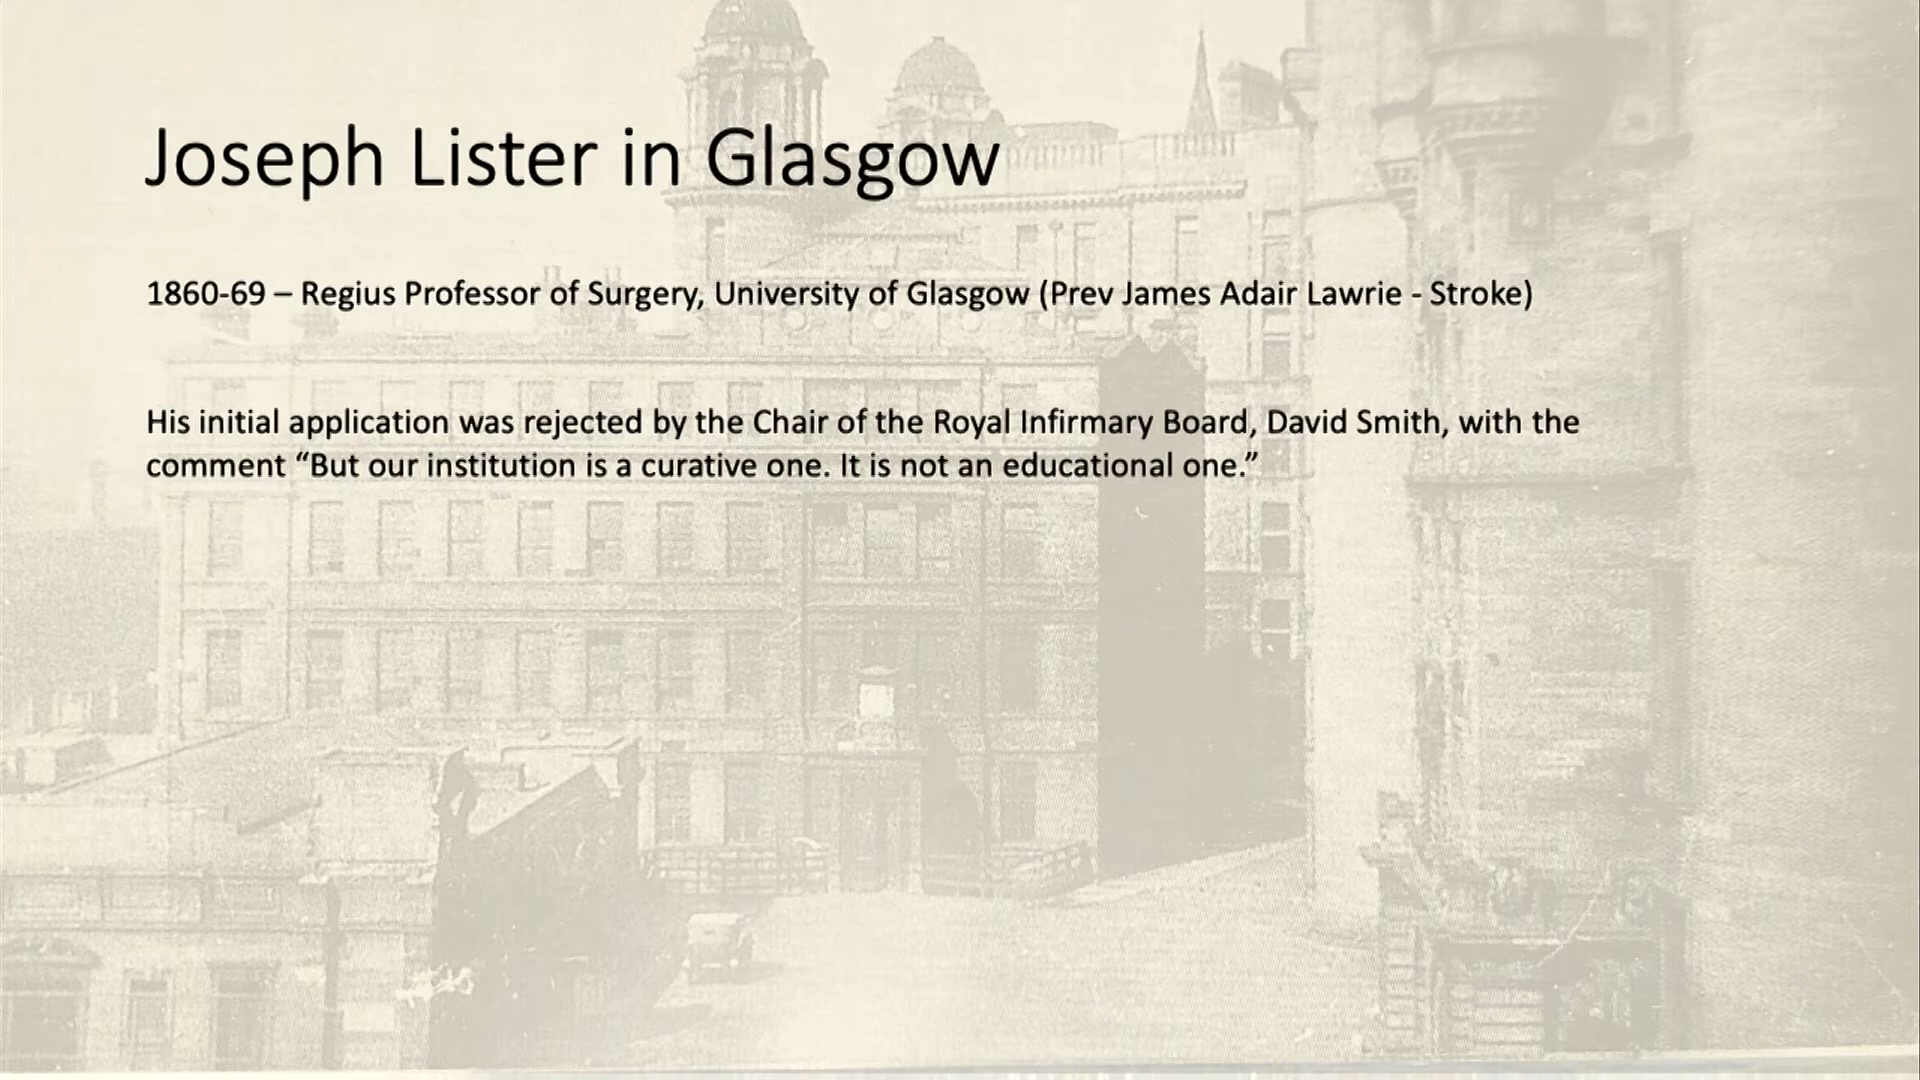 Joseph Lister in Glasgow
1860-69 – Regius Professor of Surgery, University of Glasgow (Prev James Adair Lawrie - Stroke)
His initial application was rejected by the Chair of the Royal Infirmary Board, David Smith, with the
comment “But our institution is a curative one. It is not an educational one.”